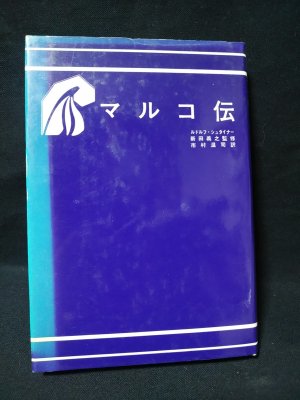 マルコ伝
ルドルフ・シュタイナー
新田義之監修
市村温司訳